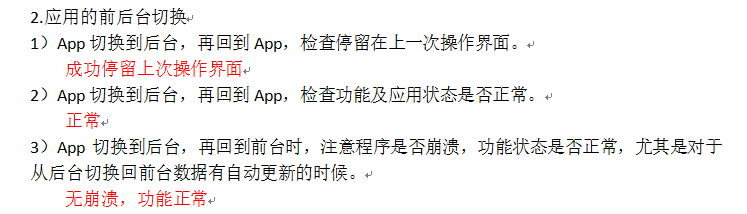 2.应用的前后台切换
1）App 切换到后台，再回到 App，检查停留在上一次操作界面。
成功停留上次操作界面
2）App 切换到后台，再回到 App，检查功能及应用状态是否正常。
正常
3）App 切换到后台，再回到前台时，注意程序是否崩溃，功能状态是否正常，尤其是对于
从后台切换回前台数据有自动更新的时候。
无崩溃，功能正常